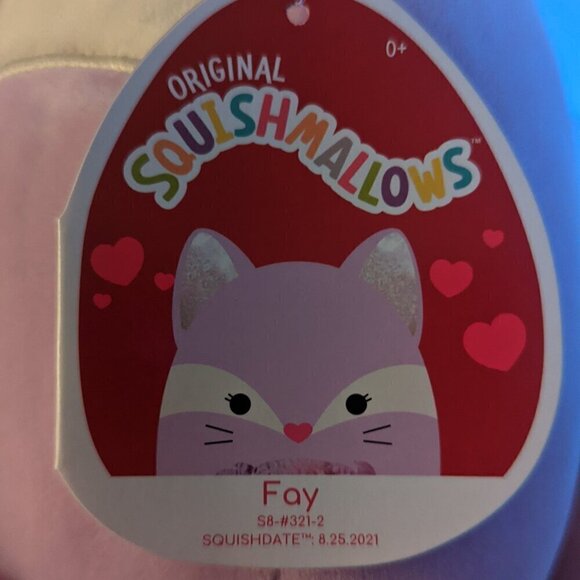 0+
ORIGINAL
SQUISHMALLOWS™
Fay
S8-#321-2
SQUISHDATE™: 8.25.2021